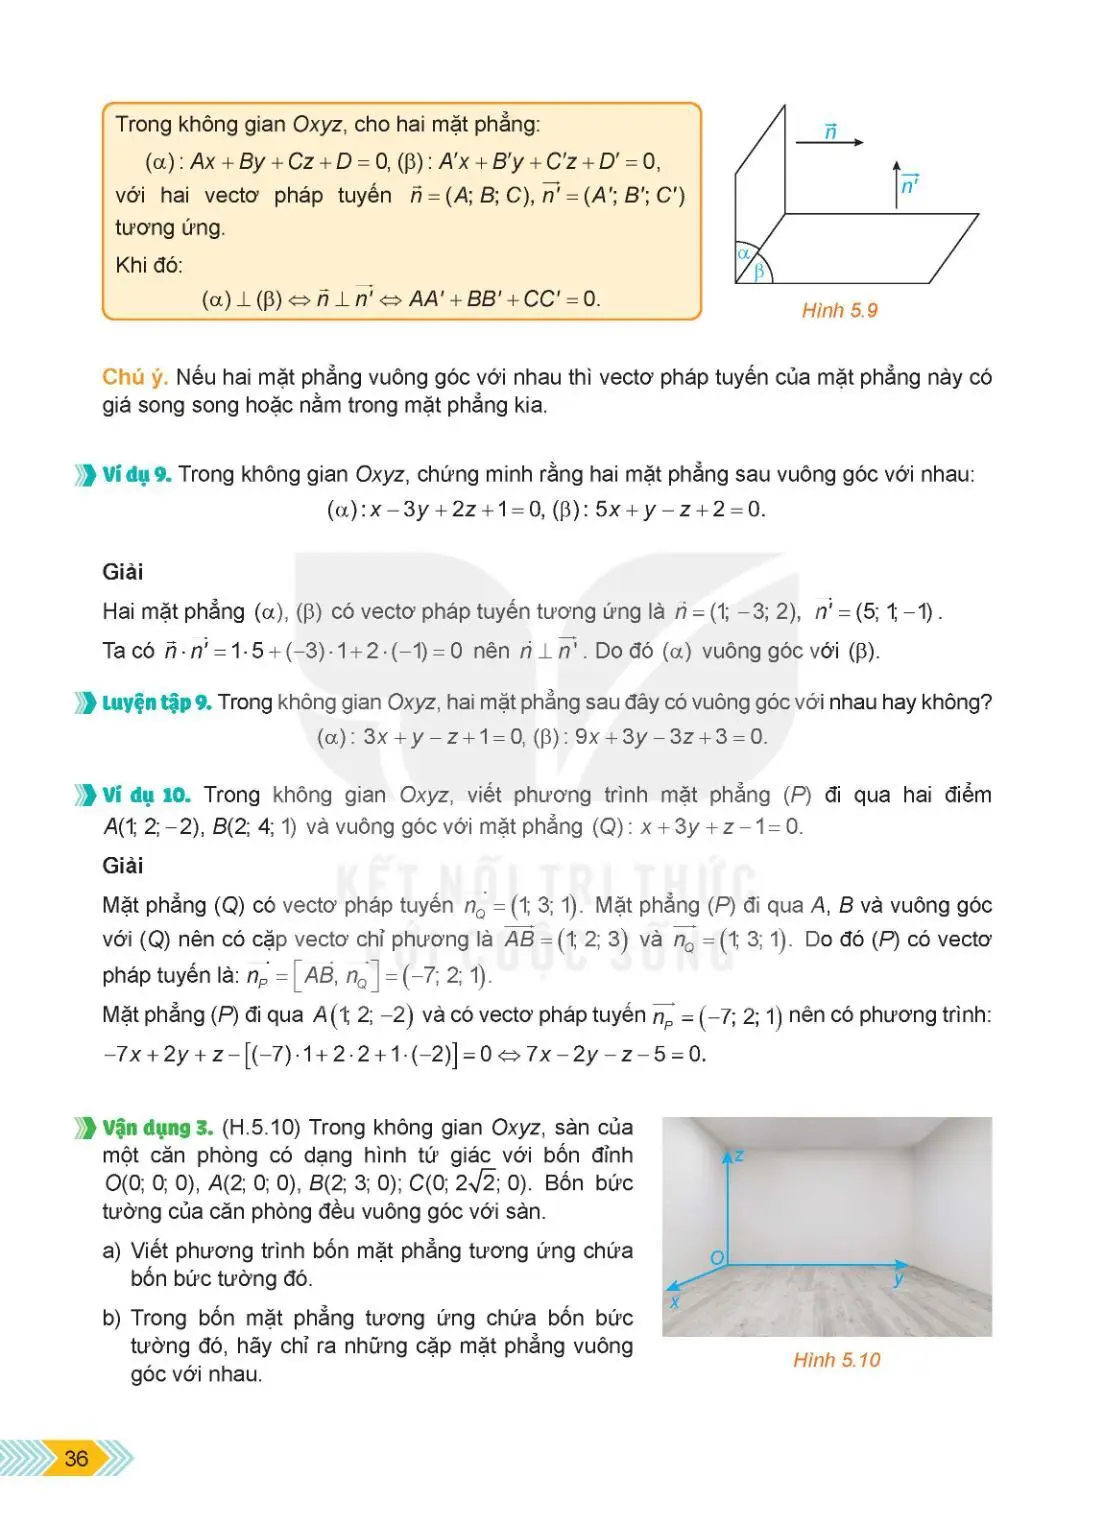 Trong không gian Oxyz, cho hai mặt phẳng:
(α): Ax + By + Cz + D = 0, (β): A'x + B'y + C'z + D' = 0,
với hai vectơ pháp tuyến n⃗ = (A; B; C), n'⃗ = (A'; B'; C')
tương ứng.
Khi đó:
(α) ⊥ (β) ⇔ n⃗ ⊥ n'⃗ ⇔ AA' + BB' + CC' = 0.
n⃗
n'⃗
α
β
Hình 5.9
Chú ý. Nếu hai mặt phẳng vuông góc với nhau thì vectơ pháp tuyến của mặt phẳng này có
giá song song hoặc nằm trong mặt phẳng kia.
Ví dụ 9. Trong không gian Oxyz, chứng minh rằng hai mặt phẳng sau vuông góc với nhau:
(α): x − 3y + 2z + 1 = 0, (β): 5x + y − z + 2 = 0.
Giải
Hai mặt phẳng (α), (β) có vectơ pháp tuyến tương ứng là n⃗ = (1; −3; 2), n'⃗ = (5; 1; −1).
Ta có n⃗ · n'⃗ = 1·5 + (−3)·1 + 2·(−1) = 0 nên n⃗ ⊥ n'⃗. Do đó (α) vuông góc với (β).
Luyện tập 9. Trong không gian Oxyz, hai mặt phẳng sau đây có vuông góc với nhau hay không?
(α): 3x + y − z + 1 = 0, (β): 9x + 3y − 3z + 3 = 0.
Ví dụ 10. Trong không gian Oxyz, viết phương trình mặt phẳng (P) đi qua hai điểm
A(1; 2; −2), B(2; 4; 1) và vuông góc với mặt phẳng (Q): x + 3y + z − 1 = 0.
Giải
KẾT NỐI TRI THỨC
Mặt phẳng (Q) có vectơ pháp tuyến n_Q⃗ = (1; 3; 1). Mặt phẳng (P) đi qua A, B và vuông góc
với (Q) nên có cặp vectơ chỉ phương là AB⃗ = (1; 2; 3) và n_Q⃗ = (1; 3; 1). Do đó (P) có vectơ
VỚI CUỘC SỐNG
pháp tuyến là: n_P⃗ = [AB⃗, n_Q⃗] = (−7; 2; 1).
Mặt phẳng (P) đi qua A(1; 2; −2) và có vectơ pháp tuyến n_P⃗ = (−7; 2; 1) nên có phương trình:
−7x + 2y + z − [(−7)·1 + 2·2 + 1·(−2)] = 0 ⇔ 7x − 2y − z − 5 = 0.
Vận dụng 3. (H.5.10) Trong không gian Oxyz, sàn của
một căn phòng có dạng hình tứ giác với bốn đỉnh
O(0; 0; 0), A(2; 0; 0), B(2; 3; 0); C(0; 2√2; 0). Bốn bức
tường của căn phòng đều vuông góc với sàn.
a) Viết phương trình bốn mặt phẳng tương ứng chứa
bốn bức tường đó.
b) Trong bốn mặt phẳng tương ứng chứa bốn bức
tường đó, hãy chỉ ra những cặp mặt phẳng vuông
góc với nhau.
z
O
y
x
Hình 5.10
36